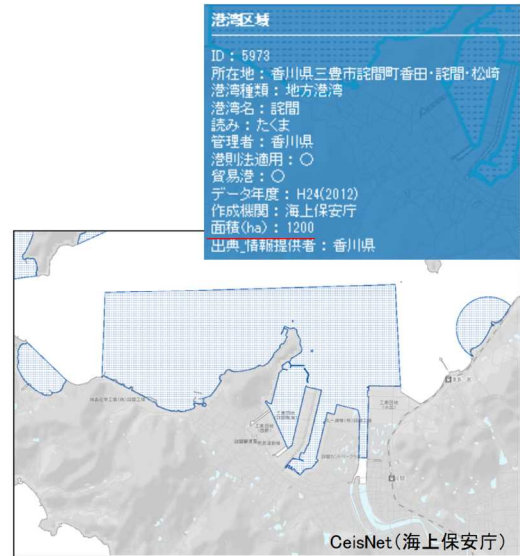 港湾区域
ID : 5973
所在地 : 香川県三豊市詫間町香田・詫間・松崎
港湾種類 : 地方港湾
港湾名 : 詫間
読み : たくま
管理者 : 香川県
港則法適用 : ○
貿易港 : ○
データ年度 : H24(2012)
作成機関 : 海上保安庁
面積(ha) : 1200
出典_情報提供者 : 香川県
CeisNet(海上保安庁)